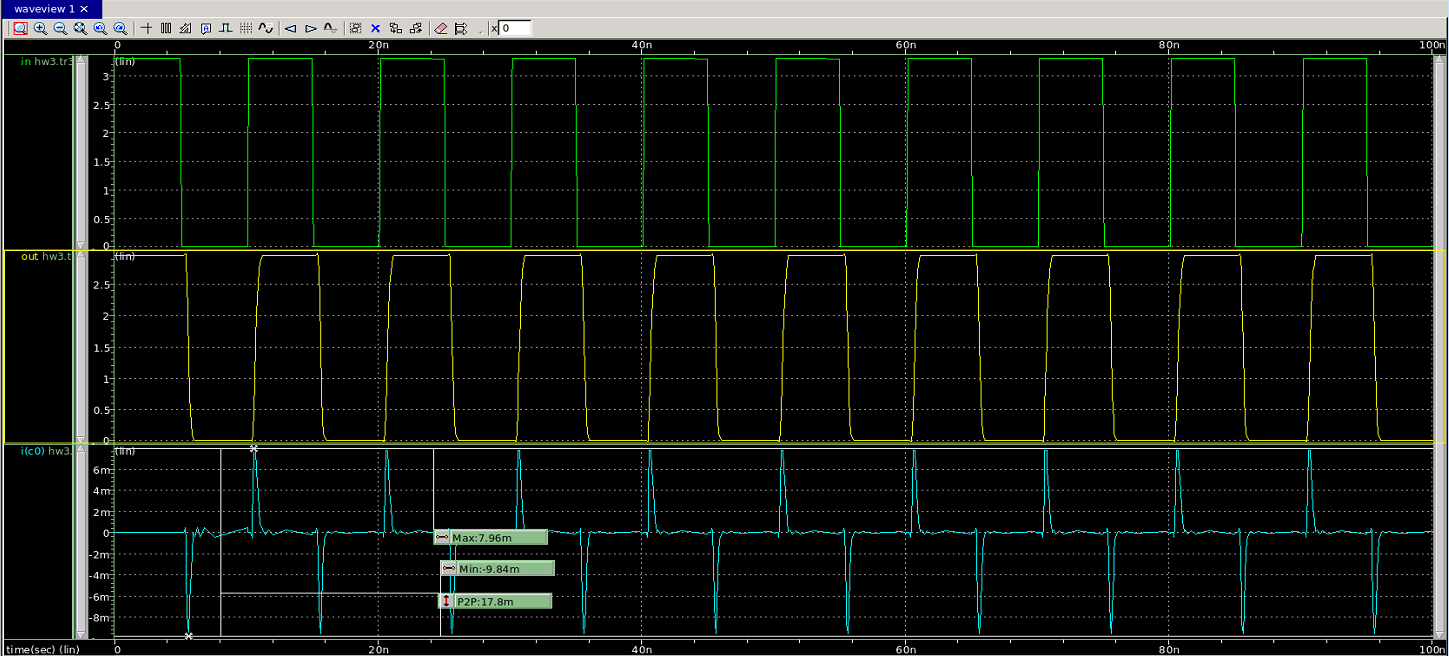 waveview 1 ×
x 0
0 20n 40n 60n 80n 100n
in hw3.tr3
(lin)
3
2.5
2
1.5
1
0.5
0
out hw3.t
(lin)
2.5
2
1.5
1
0.5
0
i(c0) hw3.
(lin)
6m
4m
2m
0
-2m
-4m
-6m
-8m
Max:7.96m
Min:-9.84m
P2P:17.8m
time(sec) (lin) 0 20n 40n 60n 80n 100n